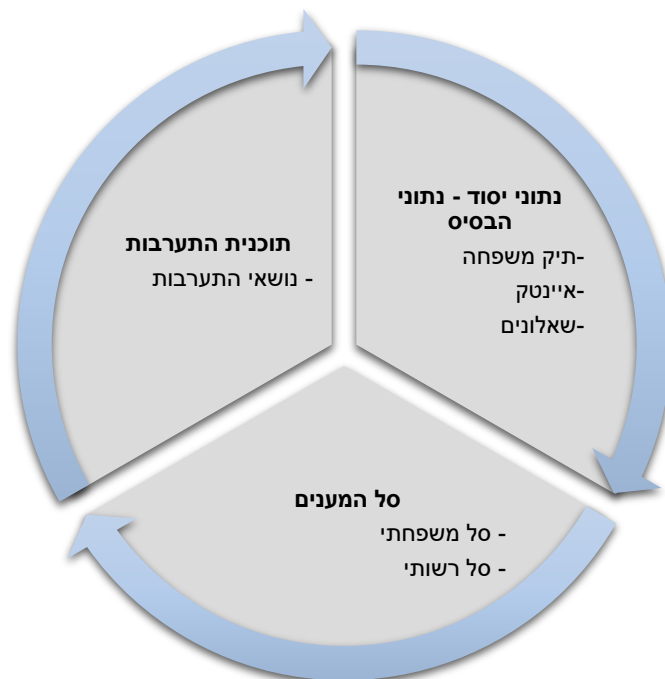 נתוני יסוד - נתוני
הבסיס
-תיק משפחה
-איינטק
-שאלונים
סל המענים
- סל משפחתי
- סל רשותי
תוכנית התערבות
- נושאי התערבות